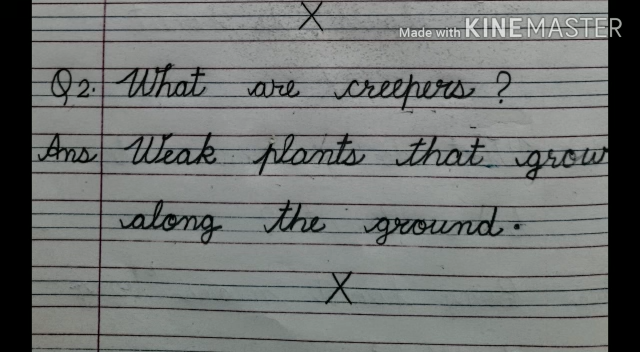 X
Made with KINEMASTER
Q2. What are creepers ?
Ans Weak plants that grow
along the ground.
X